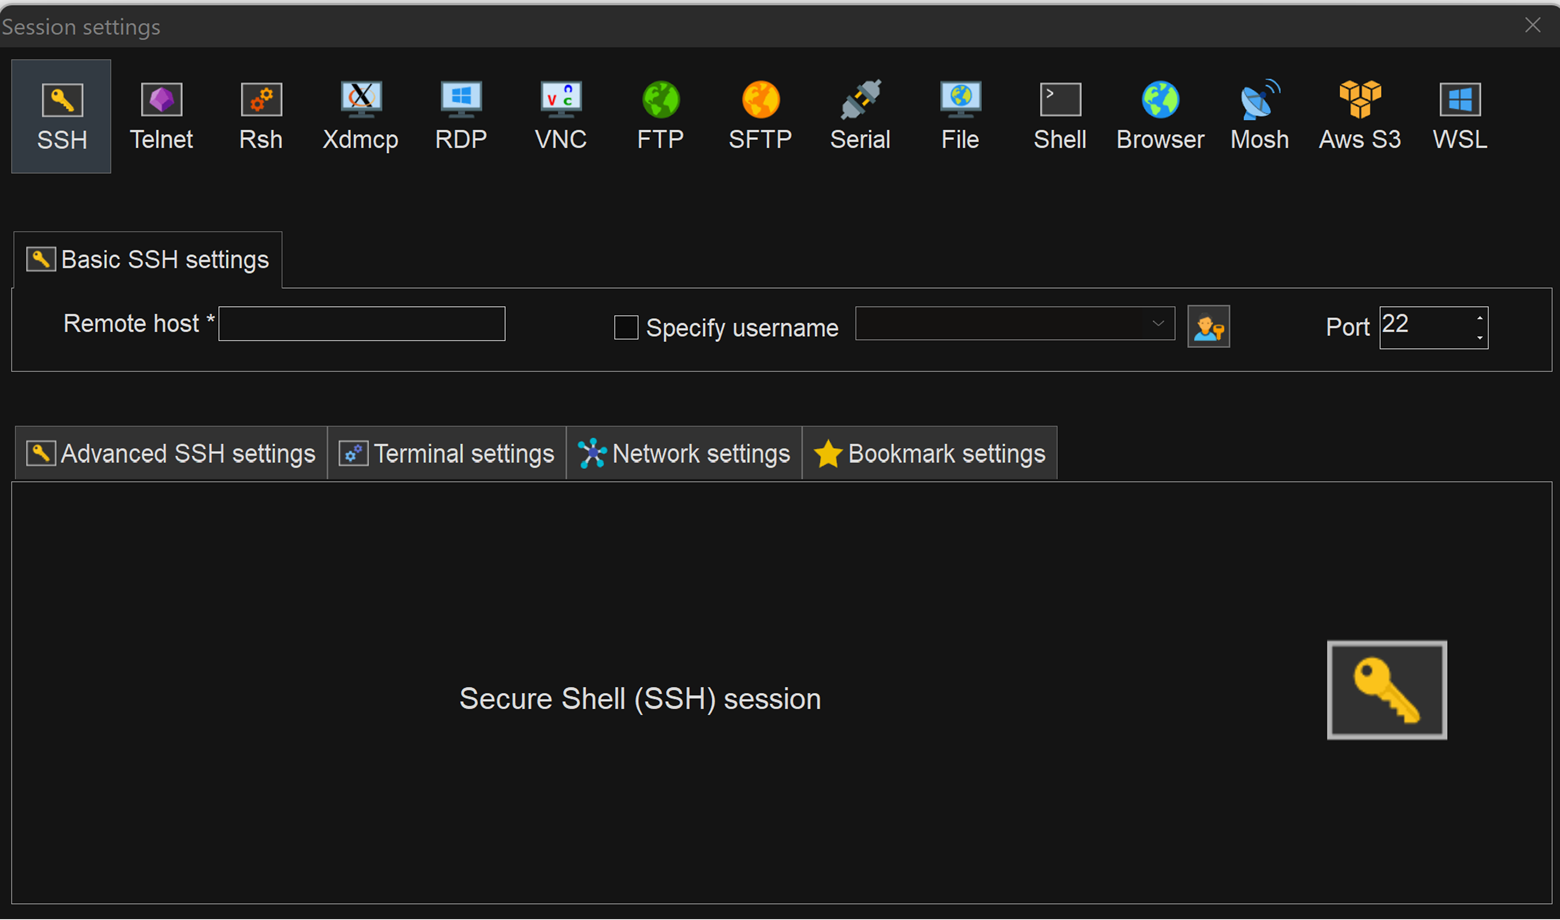 Session settings
SSH Telnet Rsh Xdmcp RDP VNC FTP SFTP Serial File Shell Browser Mosh Aws S3 WSL
Basic SSH settings
Remote host * Specify username Port 22
Advanced SSH settings Terminal settings Network settings Bookmark settings
Secure Shell (SSH) session